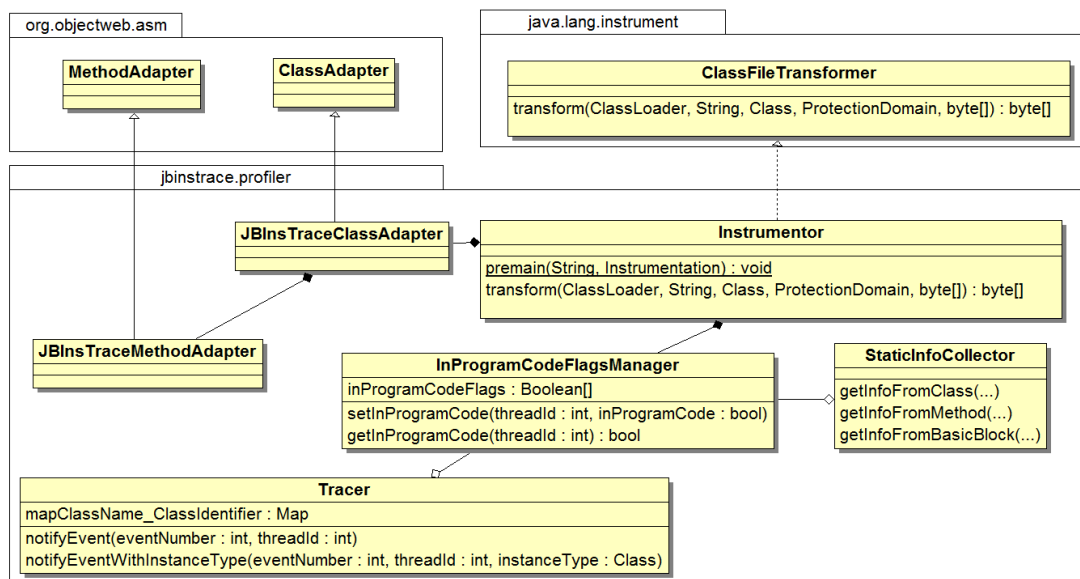 org.objectweb.asm
java.lang.instrument
MethodAdapter
ClassAdapter
ClassFileTransformer
transform(ClassLoader, String, Class, ProtectionDomain, byte[]) : byte[]
jbinstrace.profiler
JBInsTraceClassAdapter
Instrumentor
premain(String, Instrumentation) : void
transform(ClassLoader, String, Class, ProtectionDomain, byte[]) : byte[]
JBInsTraceMethodAdapter
InProgramCodeFlagsManager
inProgramCodeFlags : Boolean[]
setInProgramCode(threadId : int, inProgramCode : bool)
getInProgramCode(threadId : int) : bool
StaticInfoCollector
getInfoFromClass(...)
getInfoFromMethod(...)
getInfoFromBasicBlock(...)
Tracer
mapClassName_ClassIdentifier : Map
notifyEvent(eventNumber : int, threadId : int)
notifyEventWithInstanceType(eventNumber : int, threadId : int, instanceType : Class)